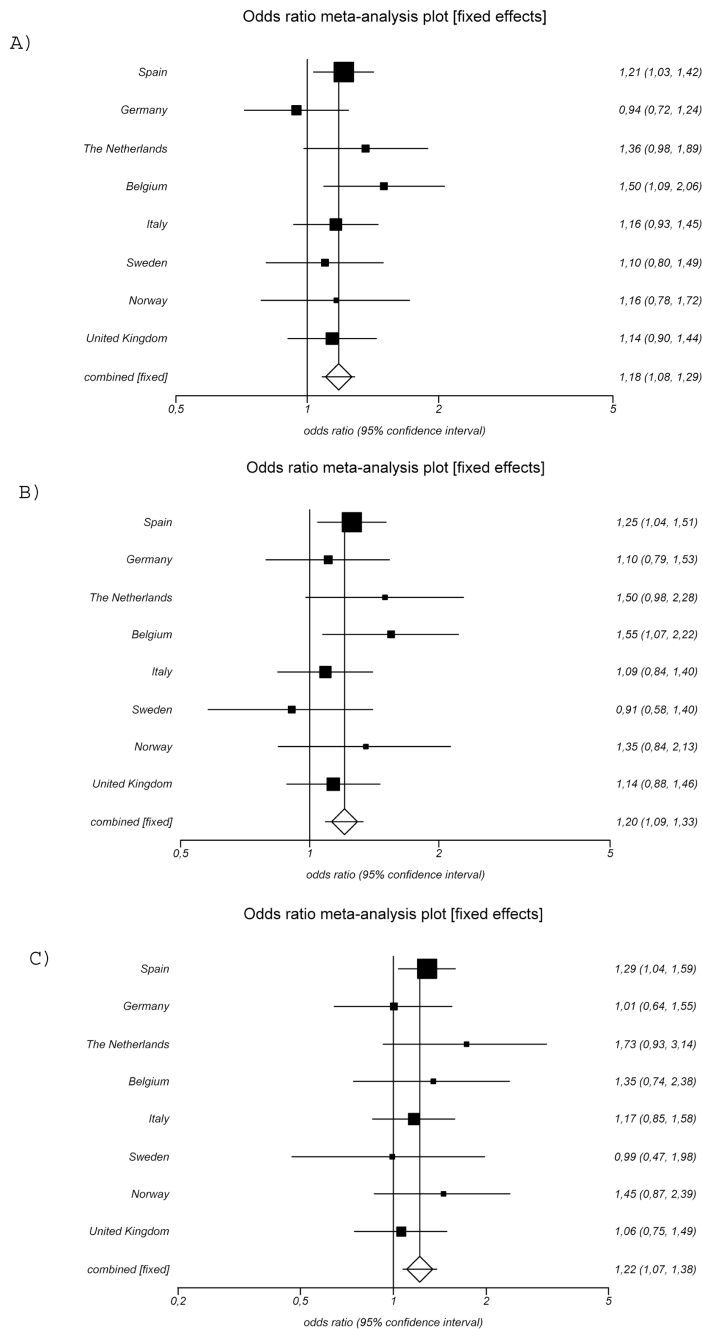 Odds ratio meta-analysis plot [fixed effects]
A)
Spain 1,21 (1,03, 1,42)
Germany 0,94 (0,72, 1,24)
The Netherlands 1,36 (0,98, 1,89)
Belgium 1,50 (1,09, 2,06)
Italy 1,16 (0,93, 1,45)
Sweden 1,10 (0,80, 1,49)
Norway 1,16 (0,78, 1,72)
United Kingdom 1,14 (0,90, 1,44)
combined [fixed] 1,18 (1,08, 1,29)
0,5 1 2 5
odds ratio (95% confidence interval)
Odds ratio meta-analysis plot [fixed effects]
B)
Spain 1,25 (1,04, 1,51)
Germany 1,10 (0,79, 1,53)
The Netherlands 1,50 (0,98, 2,28)
Belgium 1,55 (1,07, 2,22)
Italy 1,09 (0,84, 1,40)
Sweden 0,91 (0,58, 1,40)
Norway 1,35 (0,84, 2,13)
United Kingdom 1,14 (0,88, 1,46)
combined [fixed] 1,20 (1,09, 1,33)
0,5 1 2 5
odds ratio (95% confidence interval)
Odds ratio meta-analysis plot [fixed effects]
C)
Spain 1,29 (1,04, 1,59)
Germany 1,01 (0,64, 1,55)
The Netherlands 1,73 (0,93, 3,14)
Belgium 1,35 (0,74, 2,38)
Italy 1,17 (0,85, 1,58)
Sweden 0,99 (0,47, 1,98)
Norway 1,45 (0,87, 2,39)
United Kingdom 1,06 (0,75, 1,49)
combined [fixed] 1,22 (1,07, 1,38)
0,2 0,5 1 2 5
odds ratio (95% confidence interval)